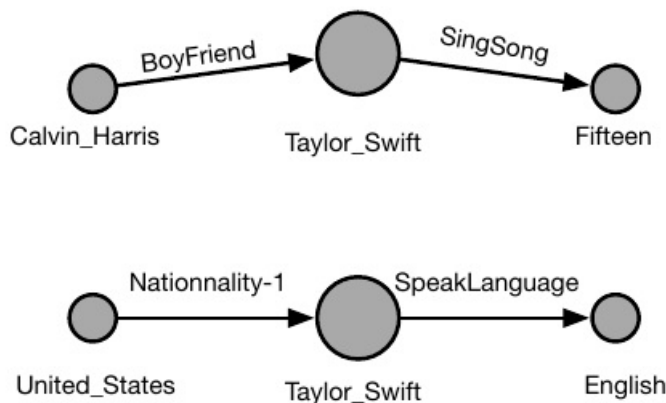 BoyFriend
SingSong
Calvin_Harris
Taylor_Swift
Fifteen
Nationnality-1
SpeakLanguage
United_States
Taylor_Swift
English